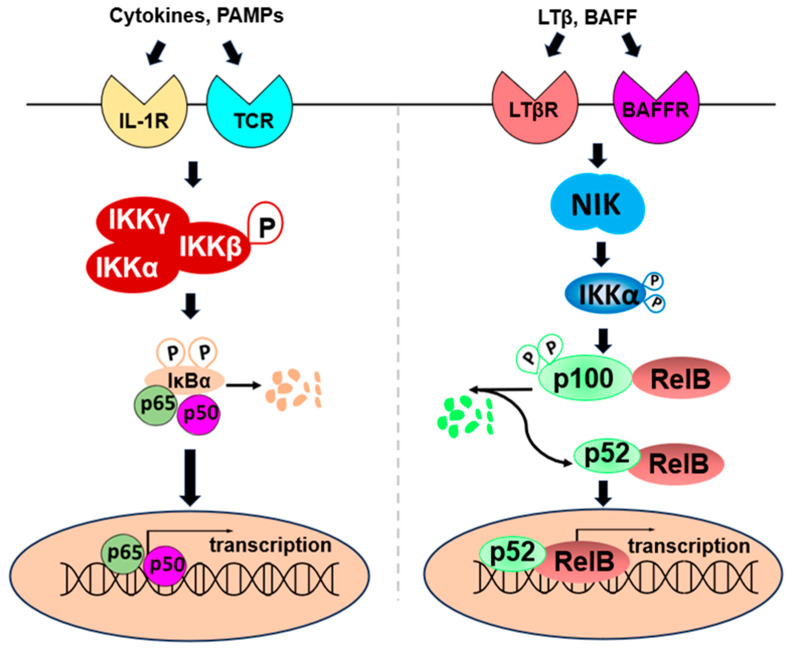 Cytokines, PAMPs
IL-1R
TCR
IKKγ
IKKα
IKKβ
P
P
P
IκBα
p65
p50
p65
p50
transcription
LTβ, BAFF
LTβR
BAFFR
NIK
IKKα
P
P
P
P
p100
RelB
p52
RelB
p52
RelB
transcription